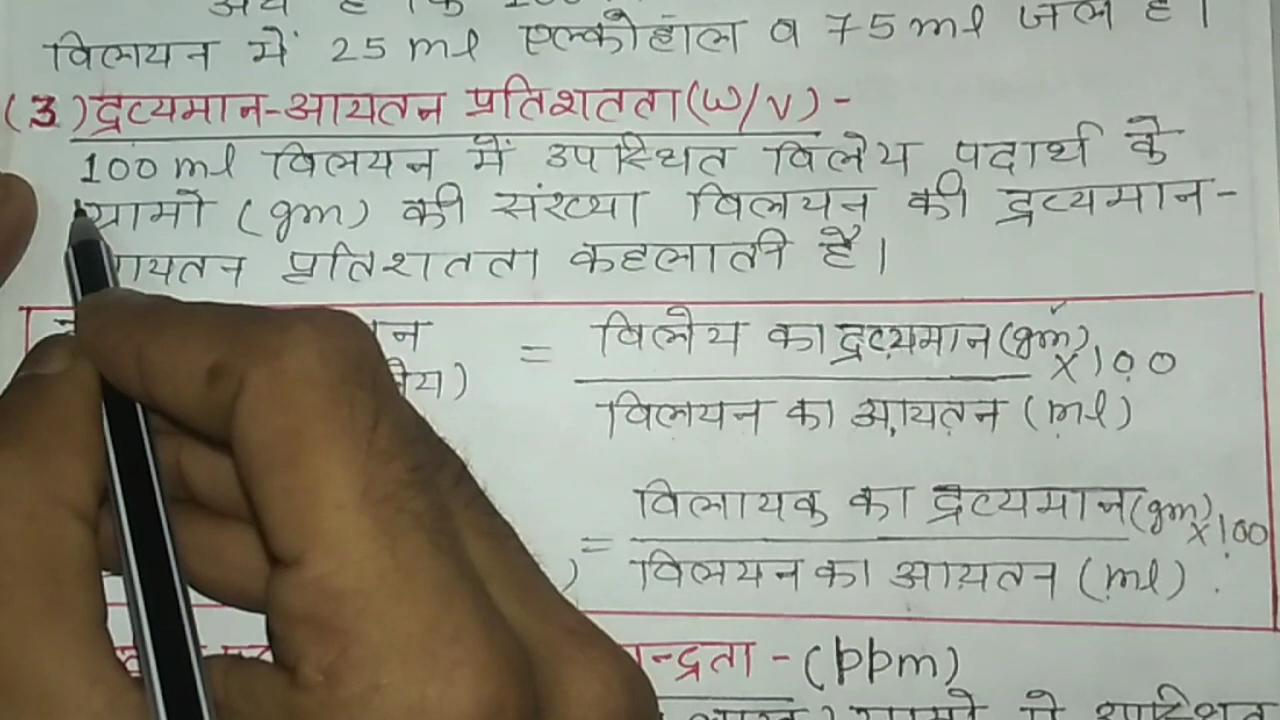 विलयन में 25 ml एल्कोहॉल व 75 ml जल है।
(3) द्रव्यमान-आयतन प्रतिशतता (W/V) -
100 ml विलयन में उपस्थित विलेय पदार्थ के
ग्रामो (gm) की संख्या विलयन की द्रव्यमान-
आयतन प्रतिशतता कहलाती है।
= विलेय का द्रव्यमान (gm) × 100
विलयन का आयतन (ml)
विलायक का द्रव्यमान (gm) × 100
= विलयन का आयतन (ml)
- (ppm)